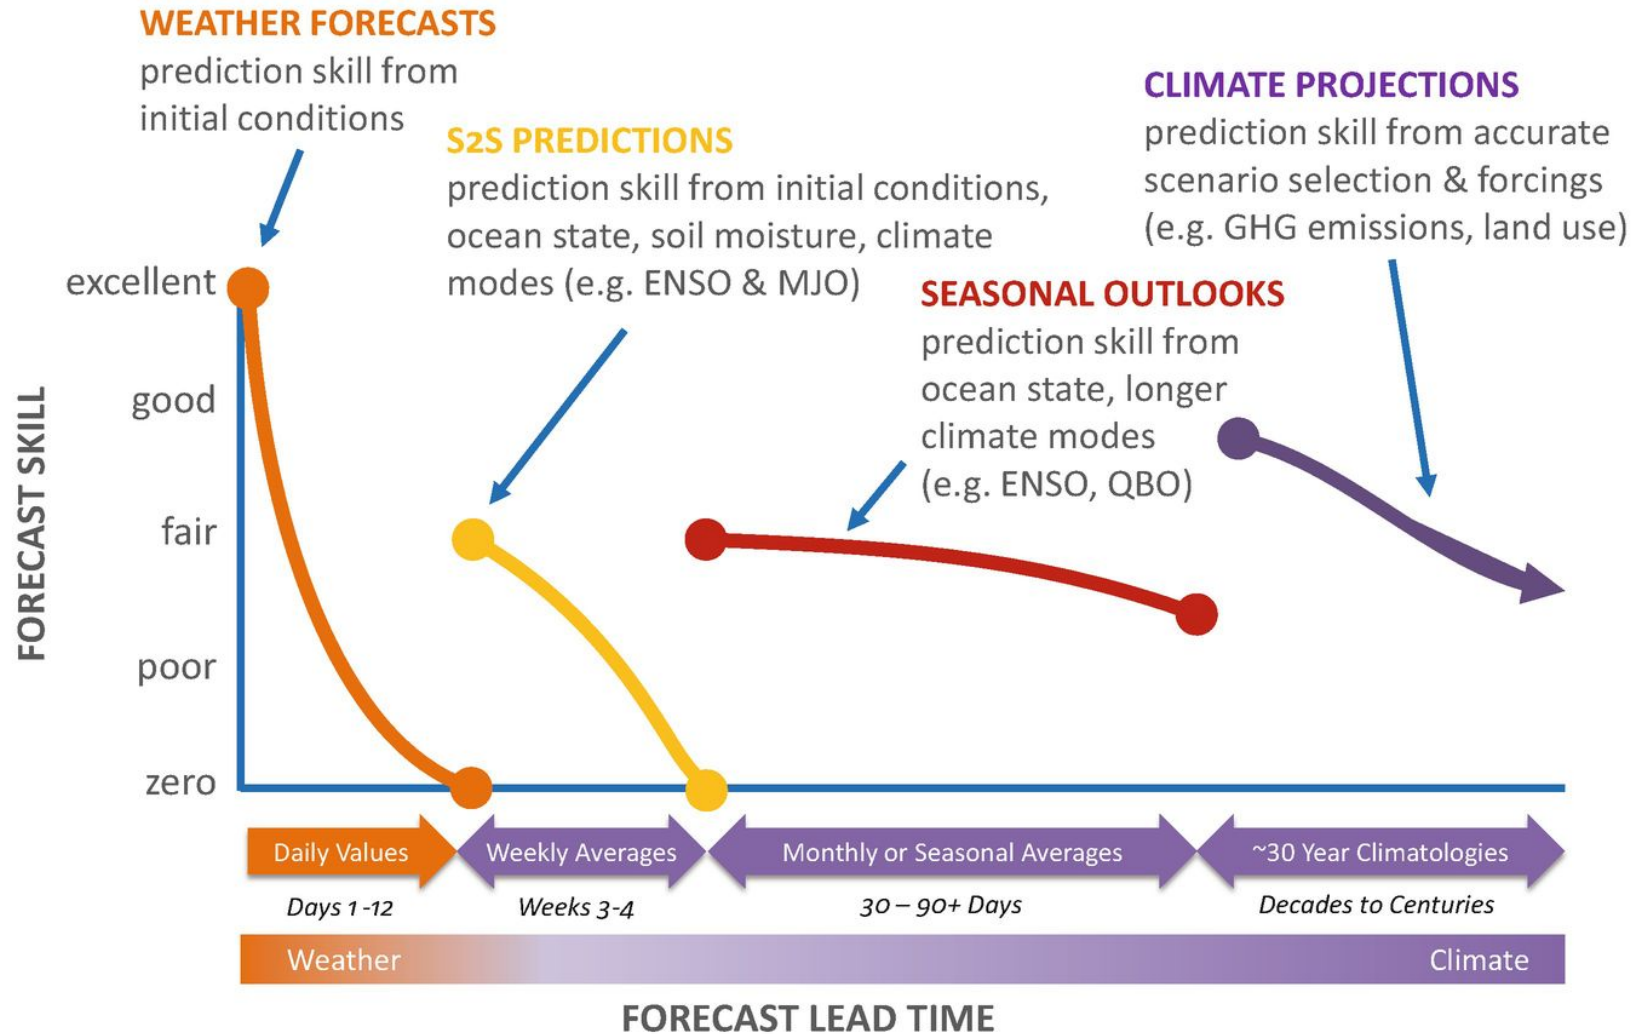 WEATHER FORECASTS
prediction skill from
initial conditions
S2S PREDICTIONS
prediction skill from initial conditions,
ocean state, soil moisture, climate
modes (e.g. ENSO & MJO)
CLIMATE PROJECTIONS
prediction skill from accurate
scenario selection & forcings
(e.g. GHG emissions, land use)
SEASONAL OUTLOOKS
prediction skill from
ocean state, longer
climate modes
(e.g. ENSO, QBO)
FORECAST SKILL
excellent
good
fair
poor
zero
Daily Values
Weekly Averages
Monthly or Seasonal Averages
~30 Year Climatologies
Days 1 -12
Weeks 3-4
30 – 90+ Days
Decades to Centuries
Weather
Climate
FORECAST LEAD TIME